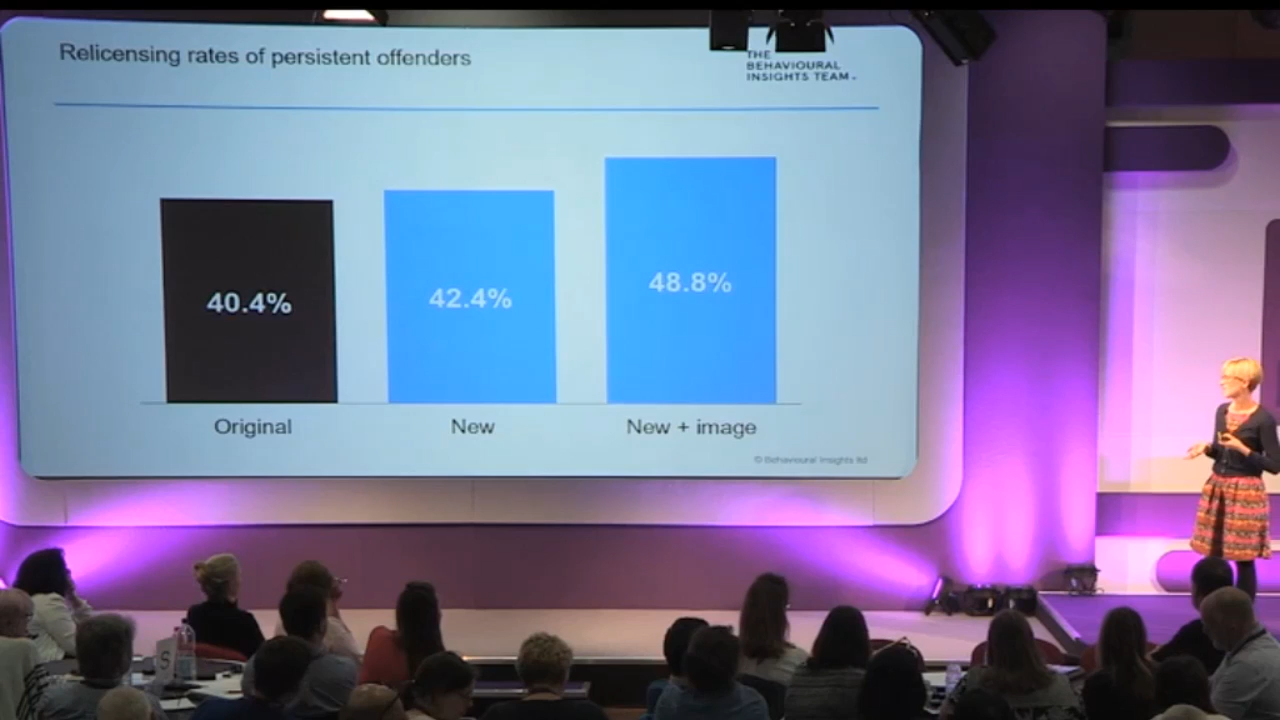 Relicensing rates of persistent offenders
THE
BEHAVIOURAL
INSIGHTS TEAM.
40.4%
42.4%
48.8%
Original
New
New + image
© Behavioural Insights ltd
S